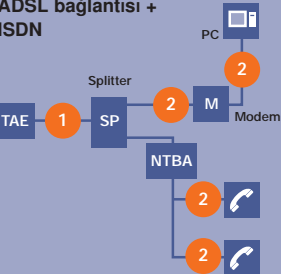 ADSL bağlantısı +
ISDN
PC
2
Splitter
TAE
1
SP
2
M
Modem
NTBA
2
2